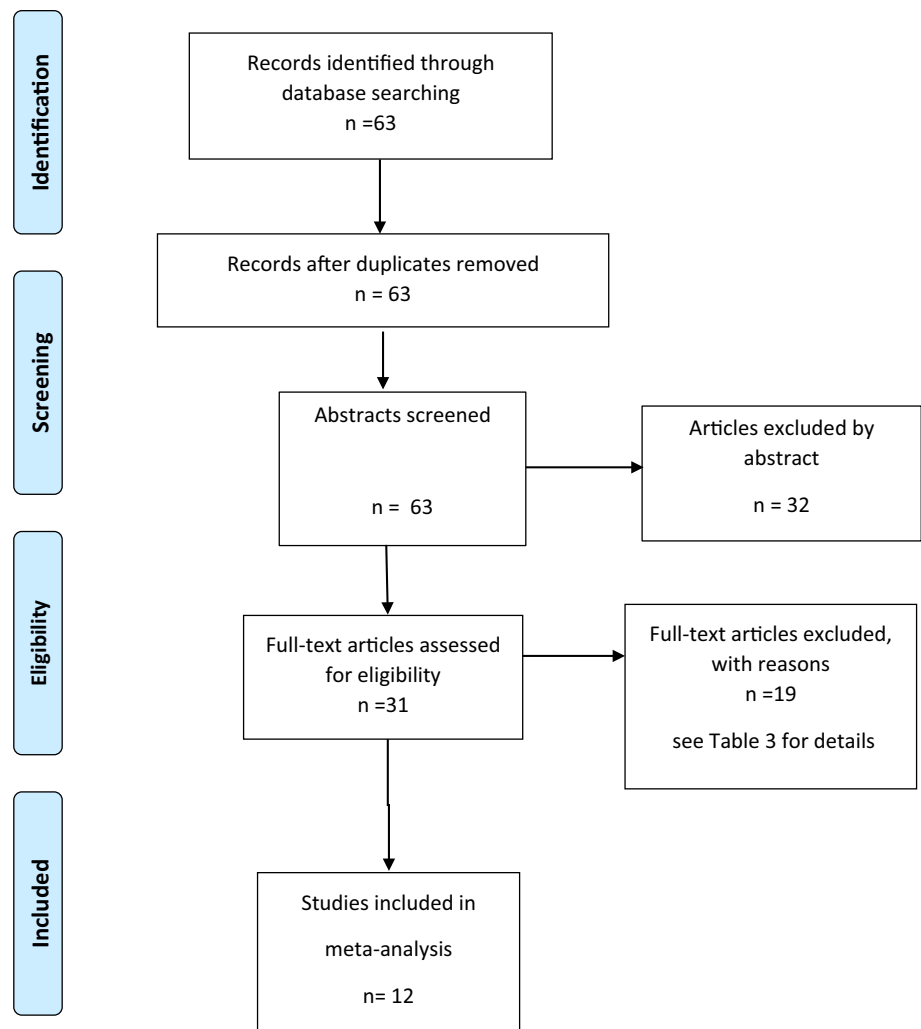 Identification
Records identified through
database searching
n =63
Records after duplicates removed
n = 63
Screening
Abstracts screened
n =  63
Articles excluded by
abstract
n = 32
Eligibility
Full-text articles assessed
for eligibility
n =31
Full-text articles excluded,
with reasons
n =19
see Table 3 for details
Included
Studies included in
meta-analysis
n= 12